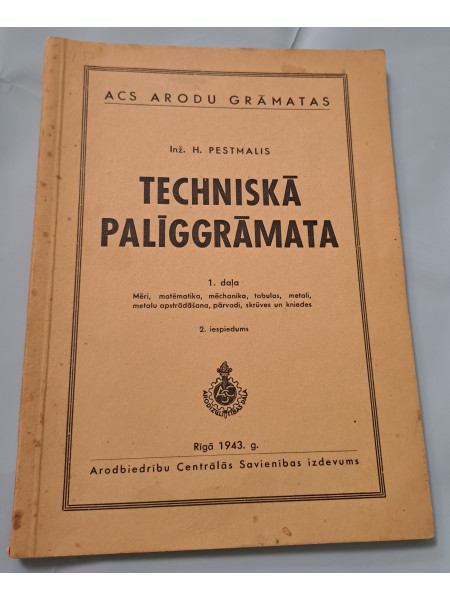 ACS ARODU GRĀMATAS
Inž. H. PESTMALIS
TECHNISKĀ
PALĪGGRĀMATA
1. daļa
Mēri, matēmatika, mēchanika, tabulas, metali,
metalu apstrādāšana, pārvadi, skrūves un kniedes
2. iespiedums
ACS
Rīgā 1943. g.
Arodbiedrību Centrālās Savienības izdevums